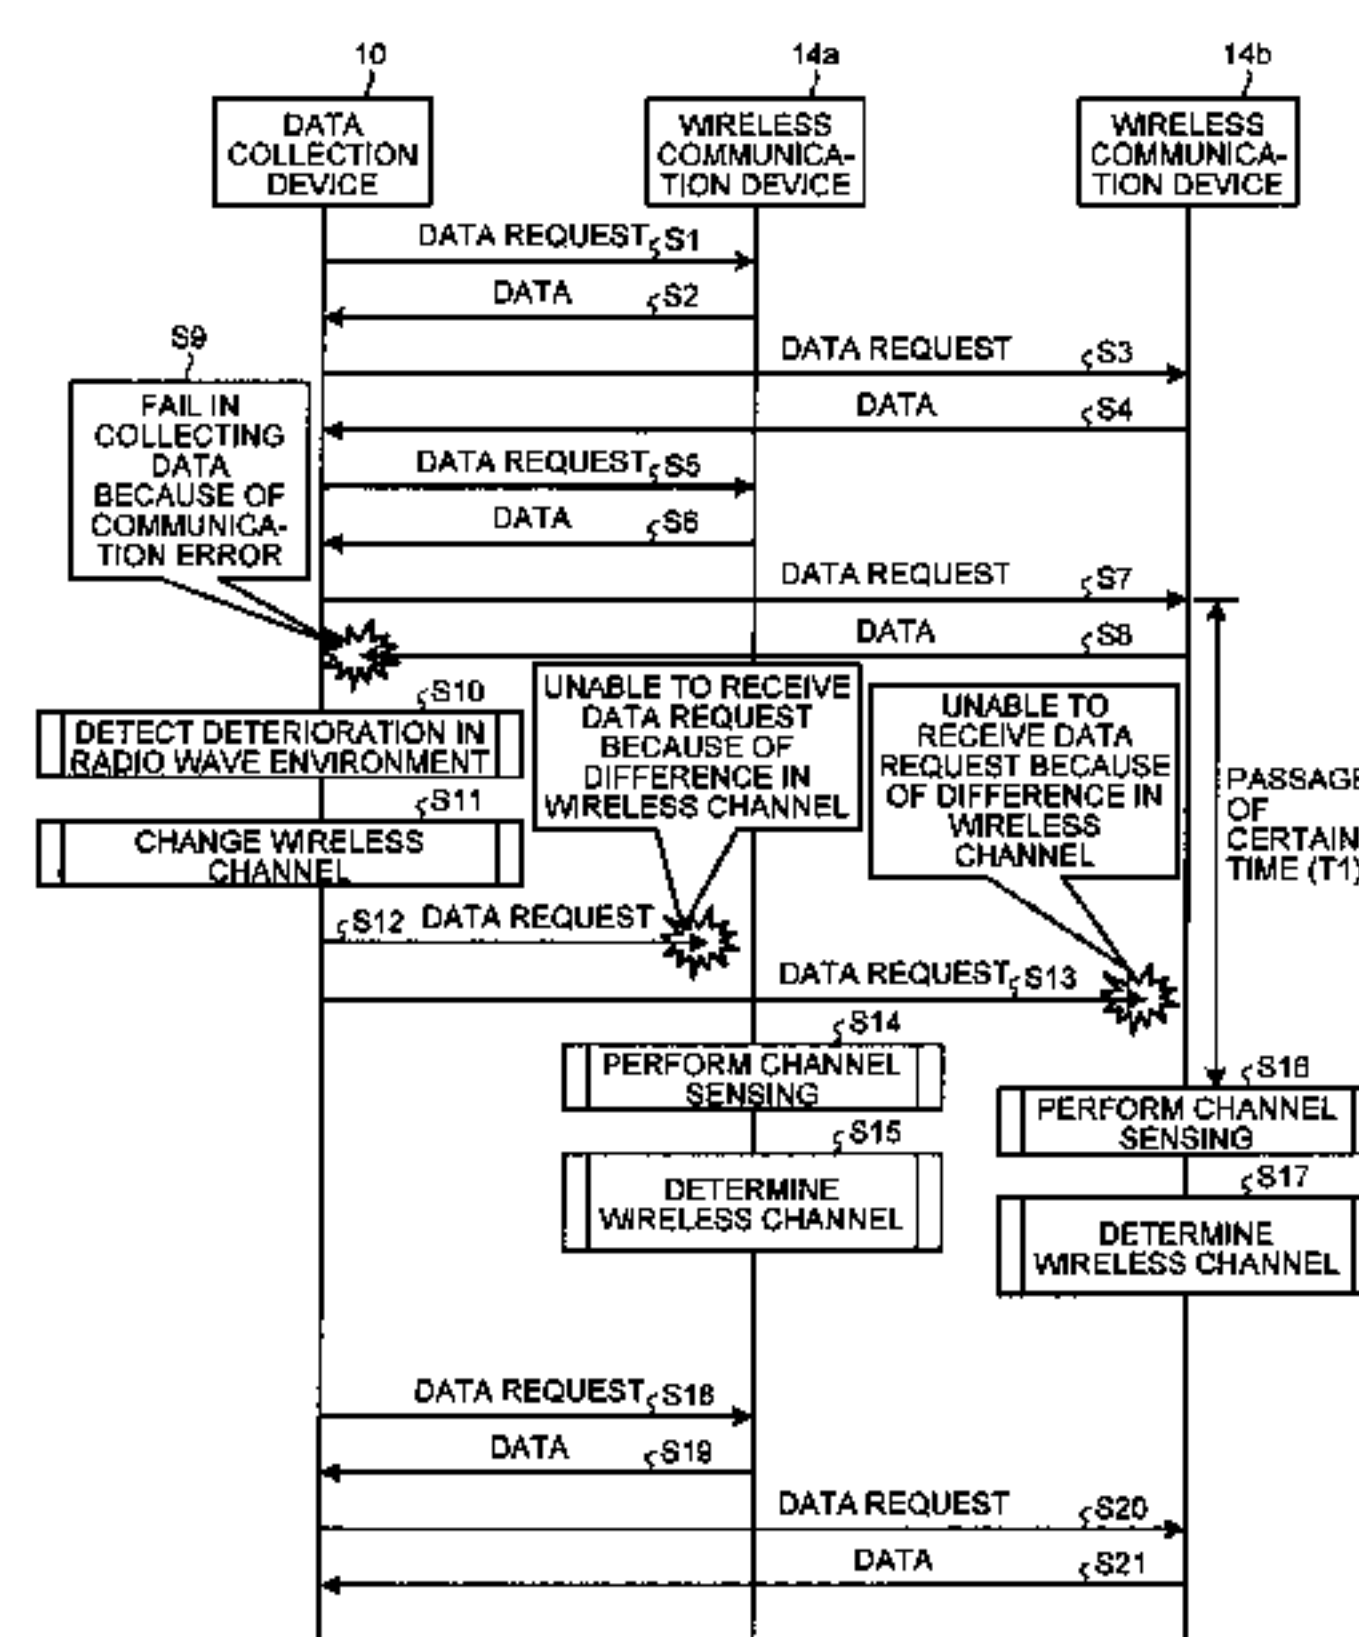 10
14a
14b
DATA
COLLECTION
DEVICE
WIRELESS
COMMUNICA-
TION DEVICE
WIRELESS
COMMUNICA-
TION DEVICE
DATA REQUEST S1
DATA S2
DATA REQUEST S3
DATA S4
S9
FAIL IN
COLLECTING
DATA
BECAUSE OF
COMMUNICA-
TION ERROR
DATA REQUEST S5
DATA S6
DATA REQUEST S7
DATA S8
S10
DETECT DETERIORATION IN
RADIO WAVE ENVIRONMENT
S11
CHANGE WIRELESS
CHANNEL
UNABLE TO RECEIVE
DATA REQUEST
BECAUSE OF
DIFFERENCE IN
WIRELESS CHANNEL
UNABLE TO
RECEIVE DATA
REQUEST BECAUSE
OF DIFFERENCE IN
WIRELESS
CHANNEL
PASSAGE
OF
CERTAIN
TIME (T1)
S12 DATA REQUEST
DATA REQUEST S13
S14
PERFORM CHANNEL
SENSING
S15
DETERMINE
WIRELESS CHANNEL
S16
PERFORM CHANNEL
SENSING
S17
DETERMINE
WIRELESS CHANNEL
DATA REQUEST S18
DATA S19
DATA REQUEST S20
DATA S21